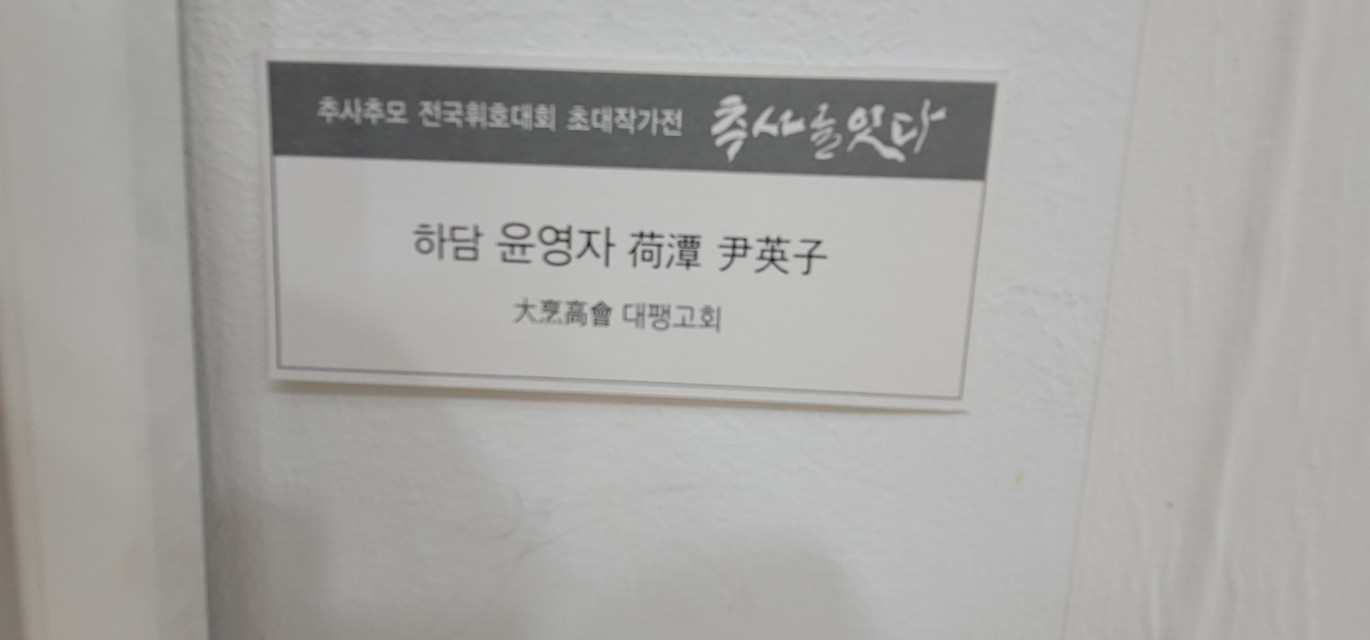 추사추모 전국휘호대회 초대작가전 추사를잇다
하담 윤영자 荷潭 尹英子
大烹高會 대팽고회